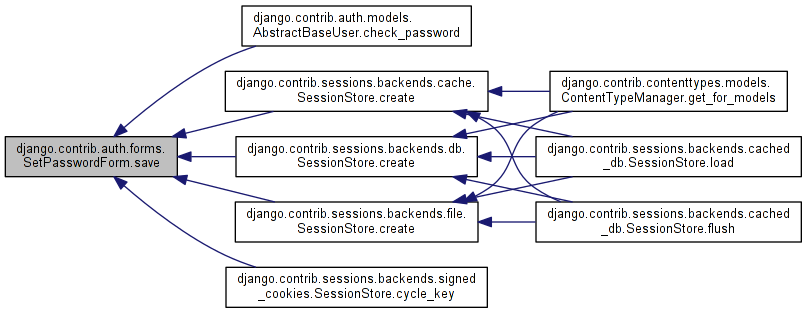 django.contrib.auth.models.
AbstractBaseUser.check_password
django.contrib.sessions.backends.cache.
SessionStore.create
django.contrib.contenttypes.models.
ContentTypeManager.get_for_models
django.contrib.auth.forms.
SetPasswordForm.save
django.contrib.sessions.backends.db.
SessionStore.create
django.contrib.sessions.backends.cached
_db.SessionStore.load
django.contrib.sessions.backends.file.
SessionStore.create
django.contrib.sessions.backends.cached
_db.SessionStore.flush
django.contrib.sessions.backends.signed
_cookies.SessionStore.cycle_key